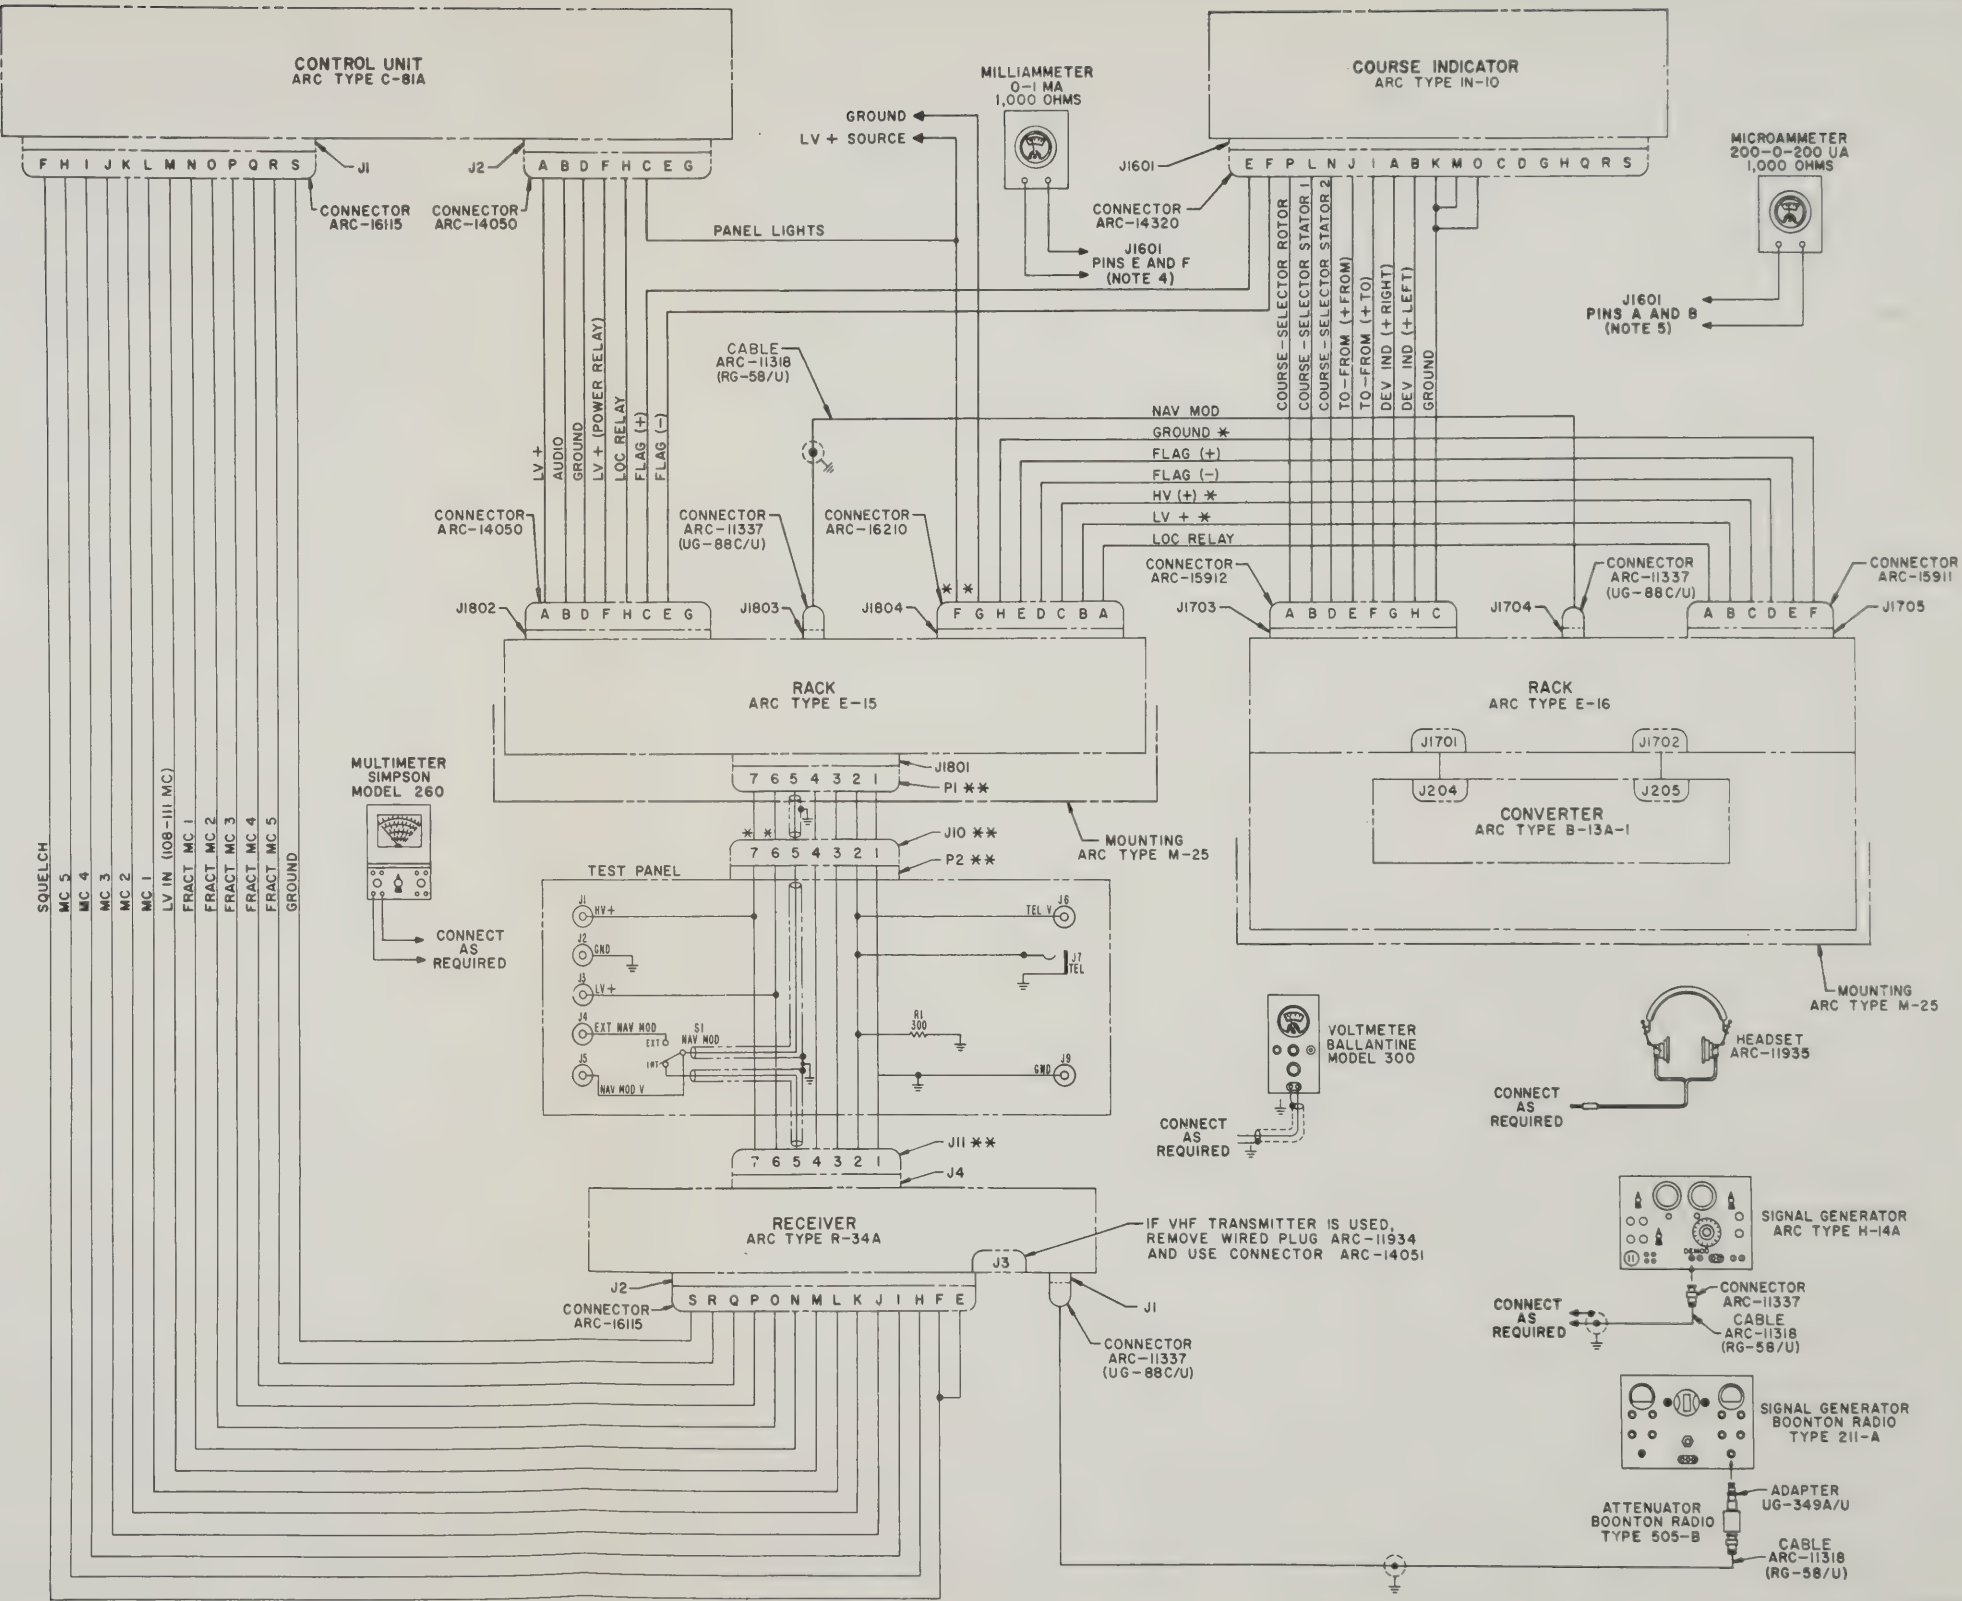 CONTROL UNIT
ARC TYPE C-81A
F H I J K L M N O P Q R S
J1
CONNECTOR
ARC-16115
J2
A B D F H C E G
CONNECTOR
ARC-14050
PANEL LIGHTS
GROUND
LV + SOURCE
MILLIAMMETER
0-1 MA
1,000 OHMS
J1601
PINS E AND F
(NOTE 4)
COURSE INDICATOR
ARC TYPE IN-10
J1601
E F P L N J I A B K M O C D G H Q R S
CONNECTOR
ARC-14320
MICROAMMETER
200-0-200 UA
1,000 OHMS
J1601
PINS A AND B
(NOTE 5)
COURSE-SELECTOR ROTOR
COURSE-SELECTOR STATOR 1
COURSE-SELECTOR STATOR 2
TO-FROM (+FROM)
TO-FROM (+TO)
DEV IND (+RIGHT)
DEV IND (+LEFT)
GROUND
LV +
AUDIO
GROUND
LV + (POWER RELAY)
LOC RELAY
FLAG (+)
FLAG (-)
CABLE
ARC-11318
(RG-58/U)
NAV MOD
GROUND *
FLAG (+)
FLAG (-)
HV (+) *
LV + *
LOC RELAY
CONNECTOR
ARC-14050
CONNECTOR
ARC-11337
(UG-88C/U)
CONNECTOR
ARC-16210
CONNECTOR
ARC-15912
CONNECTOR
ARC-11337
(UG-88C/U)
CONNECTOR
ARC-15911
* *
J1802
A B D F H C E G
J1803
J1804
F G H E D C B A
J1703
A B D E F G H C
J1704
A B C D E F
J1705
RACK
ARC TYPE E-15
RACK
ARC TYPE E-16
J1701
J1702
J204
J205
CONVERTER
ARC TYPE B-13A-1
J1801
7 6 5 4 3 2 1
P1 **
MOUNTING
ARC TYPE M-25
* *
J10 **
7 6 5 4 3 2 1
P2 **
MULTIMETER
SIMPSON
MODEL 260
CONNECT
AS
REQUIRED
SQUELCH
MC 5
MC 4
MC 3
MC 2
MC 1
LV IN (108-111 MC)
FRACT MC 1
FRACT MC 2
FRACT MC 3
FRACT MC 4
FRACT MC 5
GROUND
TEST PANEL
J1
HV+
J2
GND
J3
LV+
J4
EXT NAV MOD
EXT
S1
NAV MOD
INT
J5
NAV MOD V
J6
TEL V
J7
TEL
R1
300
J9
GND
J11 **
7 6 5 4 3 2 1
J4
MOUNTING
ARC TYPE M-25
VOLTMETER
BALLANTINE
MODEL 300
CONNECT
AS
REQUIRED
HEADSET
ARC-11935
CONNECT
AS
REQUIRED
RECEIVER
ARC TYPE R-34A
J3
IF VHF TRANSMITTER IS USED,
REMOVE WIRED PLUG ARC-11934
AND USE CONNECTOR ARC-14051
J2
S R Q P O N M L K J I H F E
CONNECTOR
ARC-16115
J1
CONNECTOR
ARC-11337
(UG-88C/U)
SIGNAL GENERATOR
ARC TYPE H-14A
DEMOD
CONNECTOR
ARC-11337
CONNECT
AS
REQUIRED
CABLE
ARC-11318
(RG-58/U)
SIGNAL GENERATOR
BOONTON RADIO
TYPE 211-A
ADAPTER
UG-349A/U
ATTENUATOR
BOONTON RADIO
TYPE 505-B
CABLE
ARC-11318
(RG-58/U)